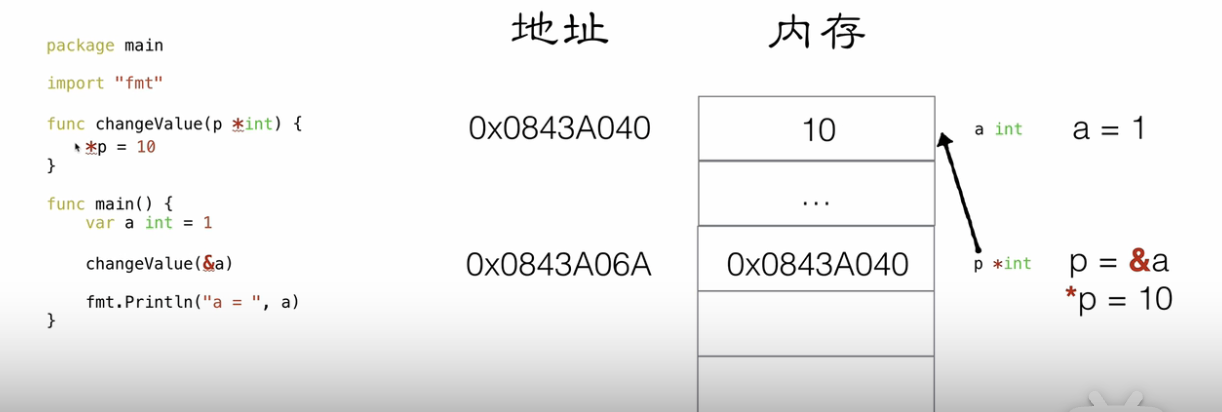 地址 内存
package main
import "fmt"
func changeValue(p *int) {
*p = 10
}
func main() {
var a int = 1
changeValue(&a)
fmt.Println("a = ", a)
}
0x0843A040 10 a int a = 1
...
0x0843A06A 0x0843A040 p *int p = &a
*p = 10